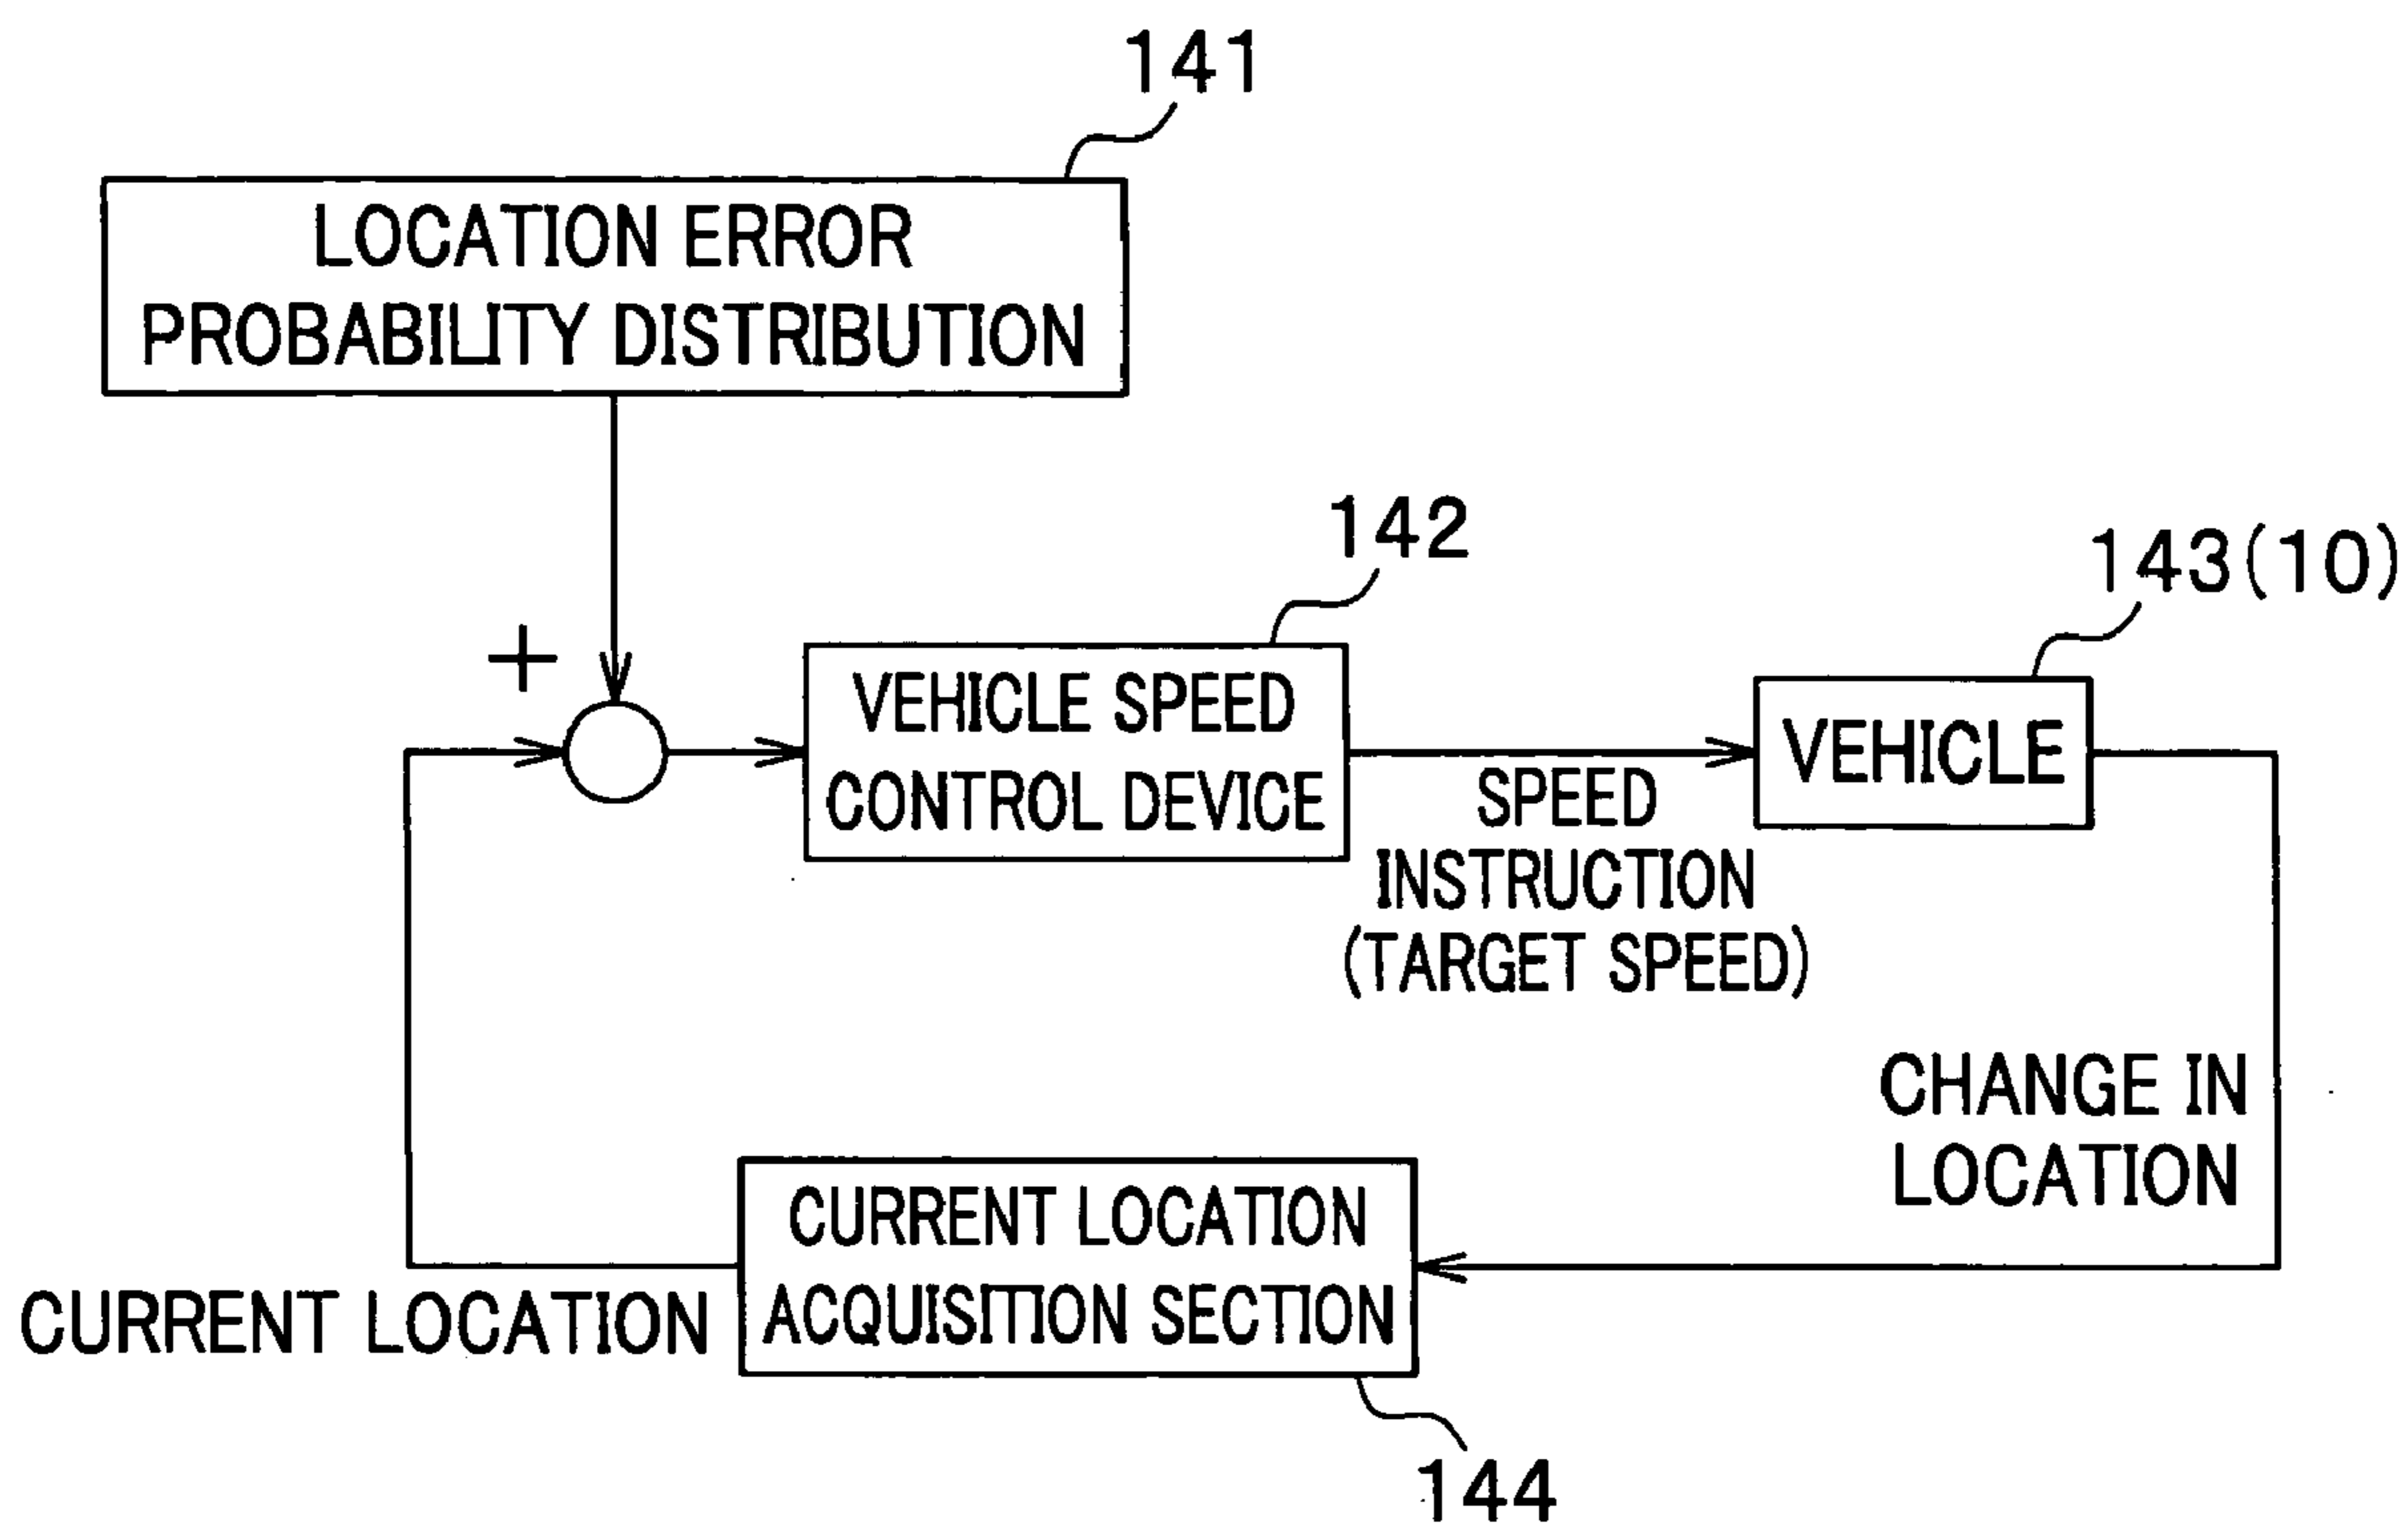 141
LOCATION ERROR
PROBABILITY DISTRIBUTION
+
142
VEHICLE SPEED
CONTROL DEVICE
143(10)
VEHICLE
SPEED
INSTRUCTION
(TARGET SPEED)
CHANGE IN
LOCATION
CURRENT LOCATION
ACQUISITION SECTION
CURRENT LOCATION
144